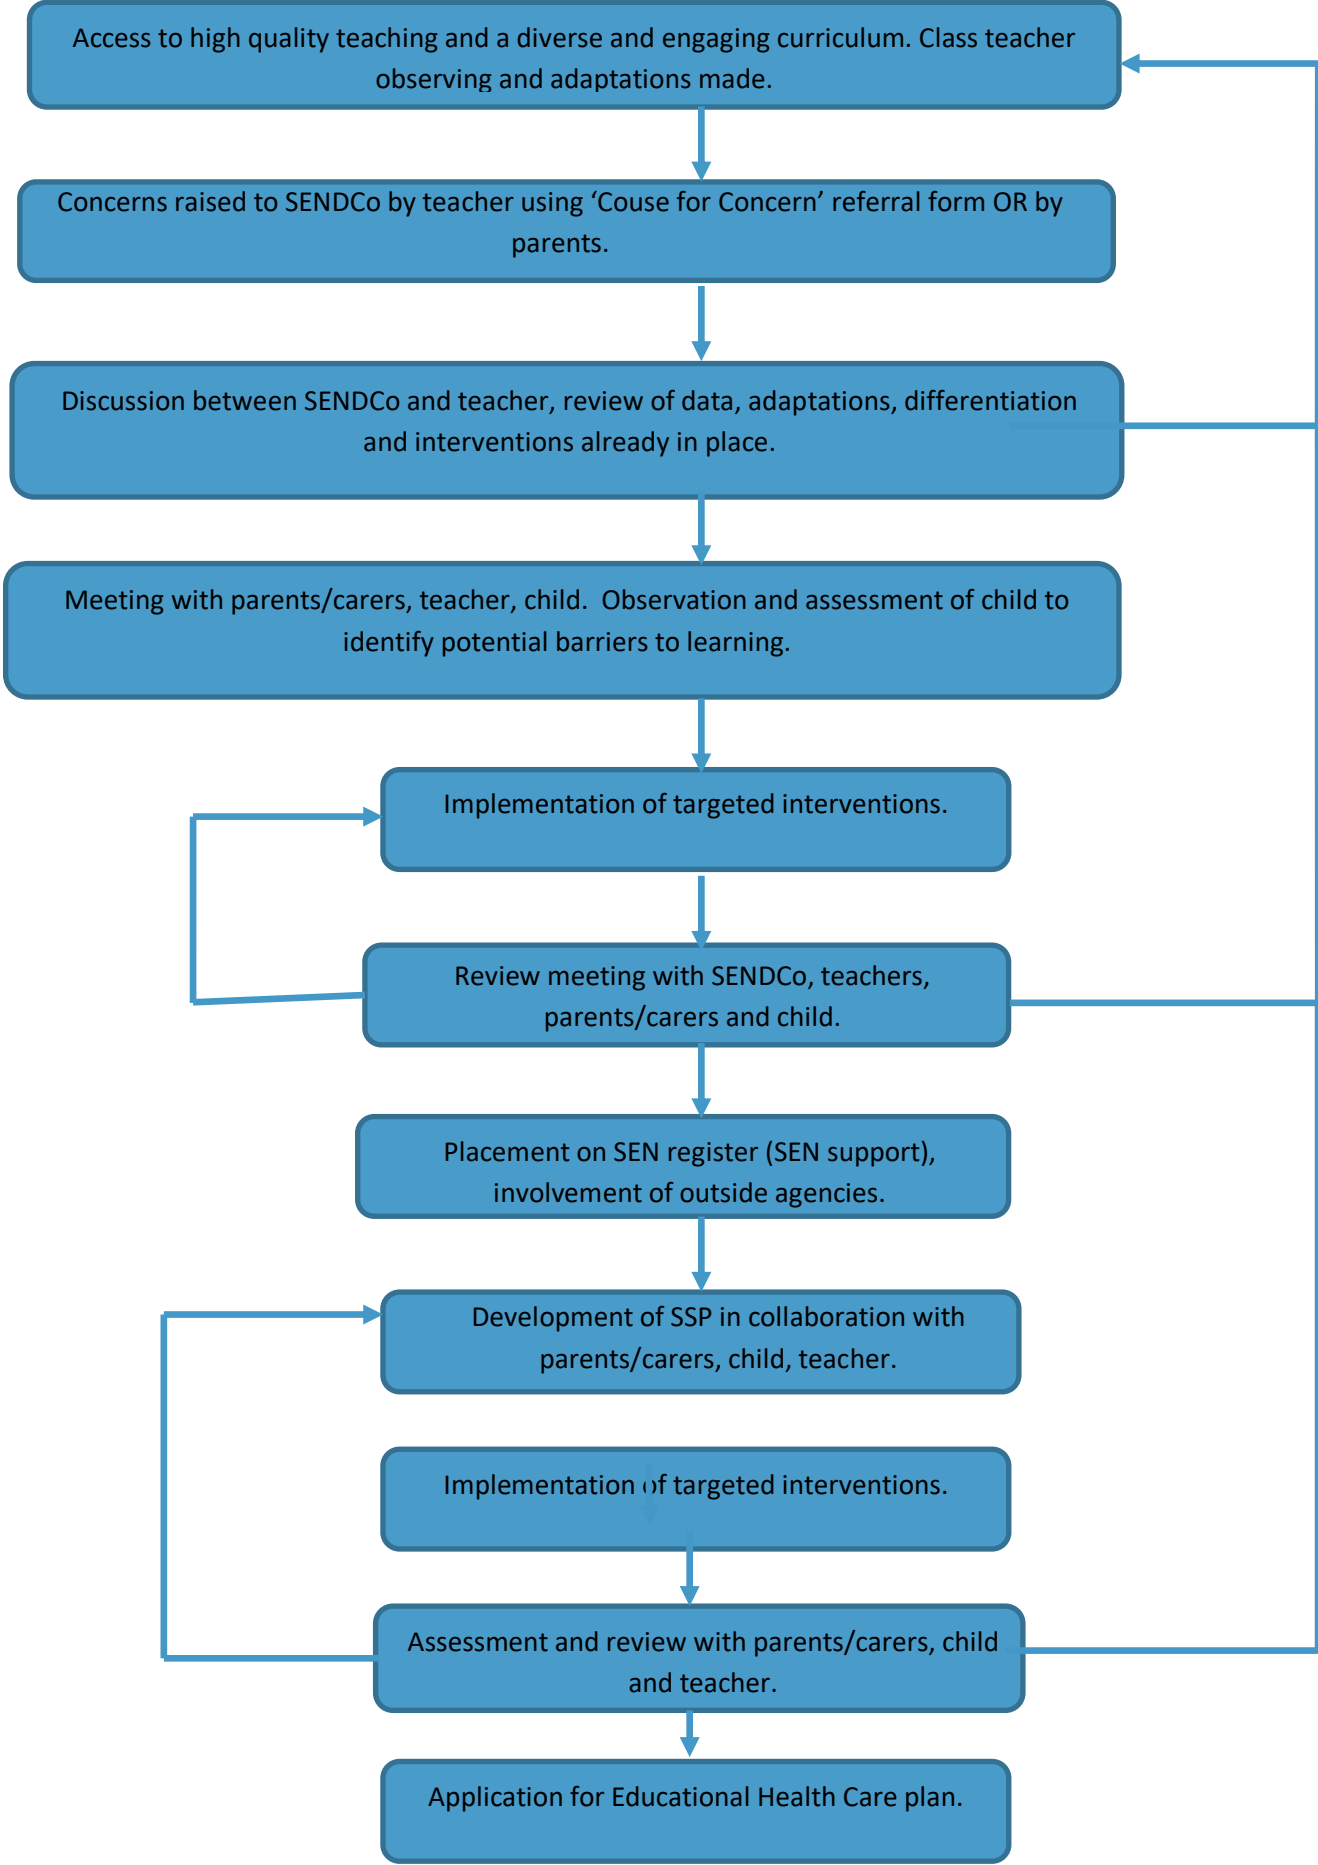 Access to high quality teaching and a diverse and engaging curriculum. Class teacher
observing and adaptations made.
Concerns raised to SENDCo by teacher using ‘Couse for Concern’ referral form OR by
parents.
Discussion between SENDCo and teacher, review of data, adaptations, differentiation
and interventions already in place.
Meeting with parents/carers, teacher, child.  Observation and assessment of child to
identify potential barriers to learning.
Implementation of targeted interventions.
Review meeting with SENDCo, teachers,
parents/carers and child.
Placement on SEN register (SEN support),
involvement of outside agencies.
Development of SSP in collaboration with
parents/carers, child, teacher.
Implementation of targeted interventions.
Assessment and review with parents/carers, child
and teacher.
Application for Educational Health Care plan.